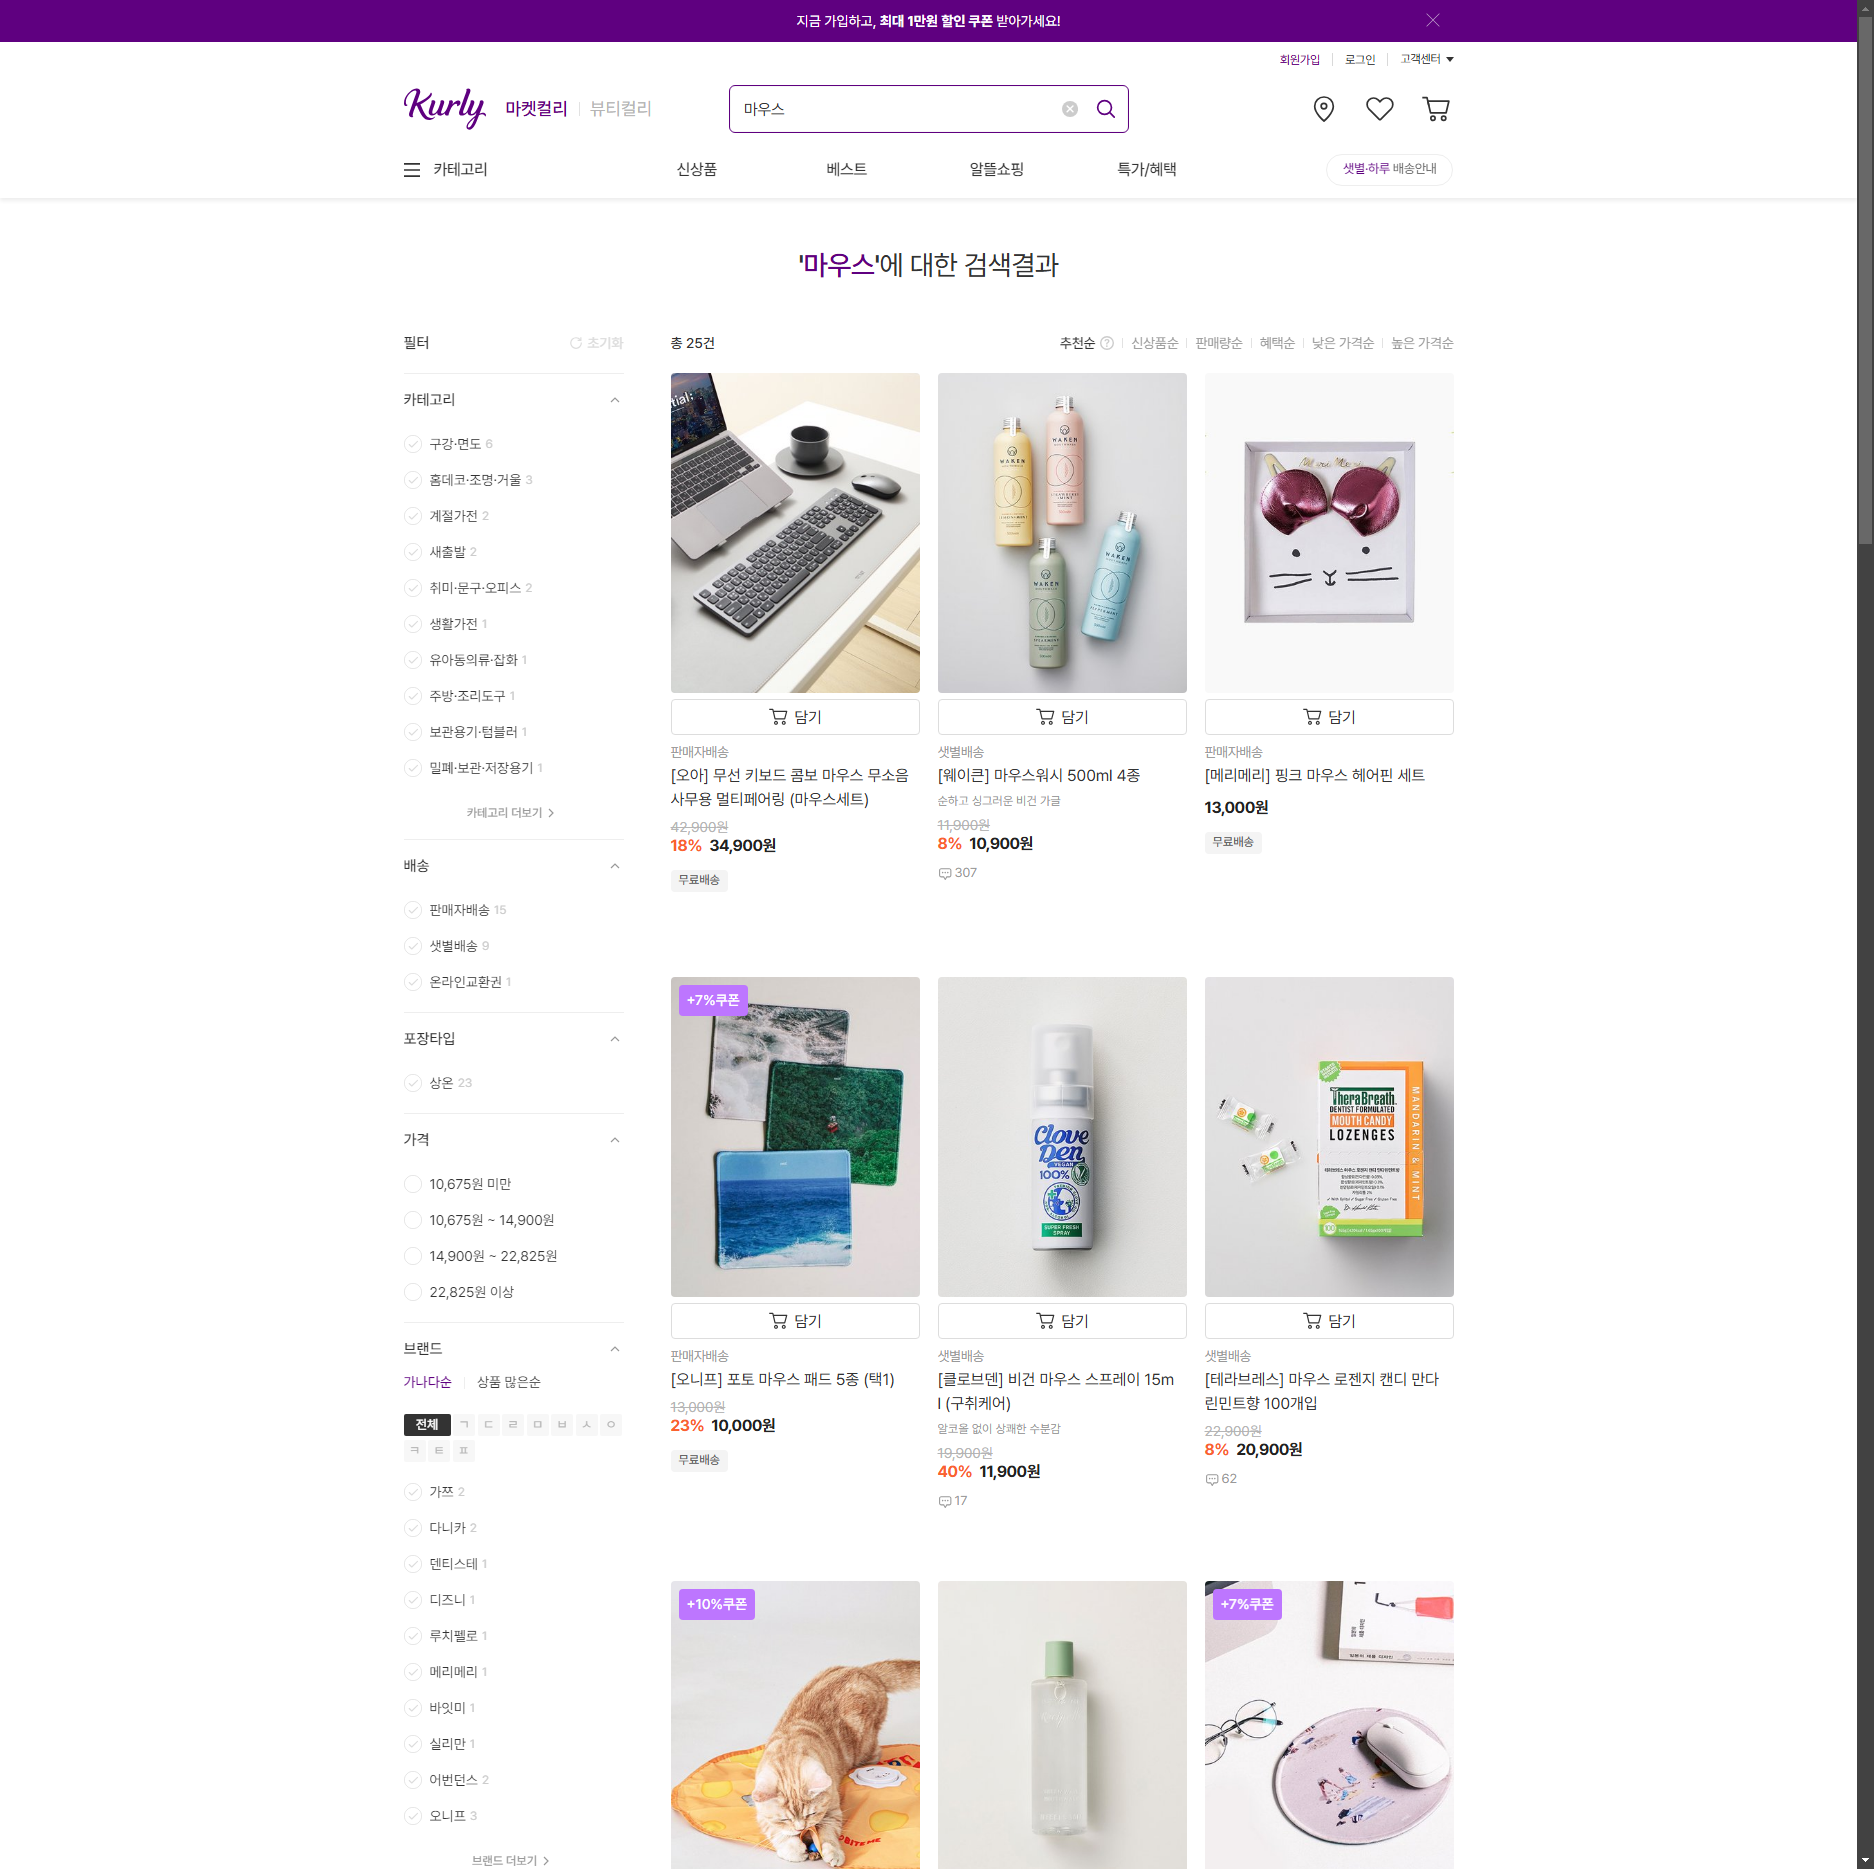 지금 가입하고, 최대 1만원 할인 쿠폰 받아가세요!
회원가입
로그인
고객센터
Kurly
마켓컬리
뷰티컬리
마우스
카테고리
신상품
베스트
알뜰쇼핑
특가/혜택
샛별·하루 배송안내
'마우스'에 대한 검색결과
필터
초기화
총 25건
추천순
신상품순
판매량순
혜택순
낮은 가격순
높은 가격순
카테고리
구강·면도 6
홈데코·조명·거울 3
계절가전 2
새출발 2
취미·문구·오피스 2
생활가전 1
유아동의류·잡화 1
주방·조리도구 1
보관용기·텀블러 1
밀폐·보관·저장용기 1
카테고리 더보기
배송
판매자배송 15
샛별배송 9
온라인교환권 1
포장타입
상온 23
가격
10,675원 미만
10,675원 ~ 14,900원
14,900원 ~ 22,825원
22,825원 이상
브랜드
가나다순
상품 많은순
전체 ㄱ ㄷ ㄹ ㅁ ㅂ ㅅ ㅇ
ㅋ ㅌ ㅍ
가쯔 2
다니카 2
덴티스테 1
디즈니 1
루치펠로 1
메리메리 1
바잇미 1
실리만 1
어번던스 2
오니프 3
브랜드 더보기
담기
판매자배송
[오아] 무선 키보드 콤보 마우스 무소음
사무용 멀티페어링 (마우스세트)
42,900원
18% 34,900원
무료배송
WAKEN
WAKEN
WAKEN
WAKEN
담기
샛별배송
[웨이큰] 마우스워시 500ml 4종
순하고 싱그러운 비건 가글
11,900원
8% 10,900원
307
담기
판매자배송
[메리메리] 핑크 마우스 헤어핀 세트
13,000원
무료배송
+7%쿠폰
담기
판매자배송
[오니프] 포토 마우스 패드 5종 (택1)
13,000원
23% 10,000원
무료배송
Clove
Den
VEGAN
100%
SUPER FRESH
SPRAY
담기
샛별배송
[클로브덴] 비건 마우스 스프레이 15m
l (구취케어)
알코올 없이 상쾌한 수분감
19,900원
40% 11,900원
17
TheraBreath
DENTIST FORMULATED
MOUTH CANDY
LOZENGES
MANDARIN & MINT
100
담기
샛별배송
[테라브레스] 마우스 로젠지 캔디 만다
린민트향 100개입
22,900원
8% 20,900원
62
+10%쿠폰
BITE ME
+7%쿠폰